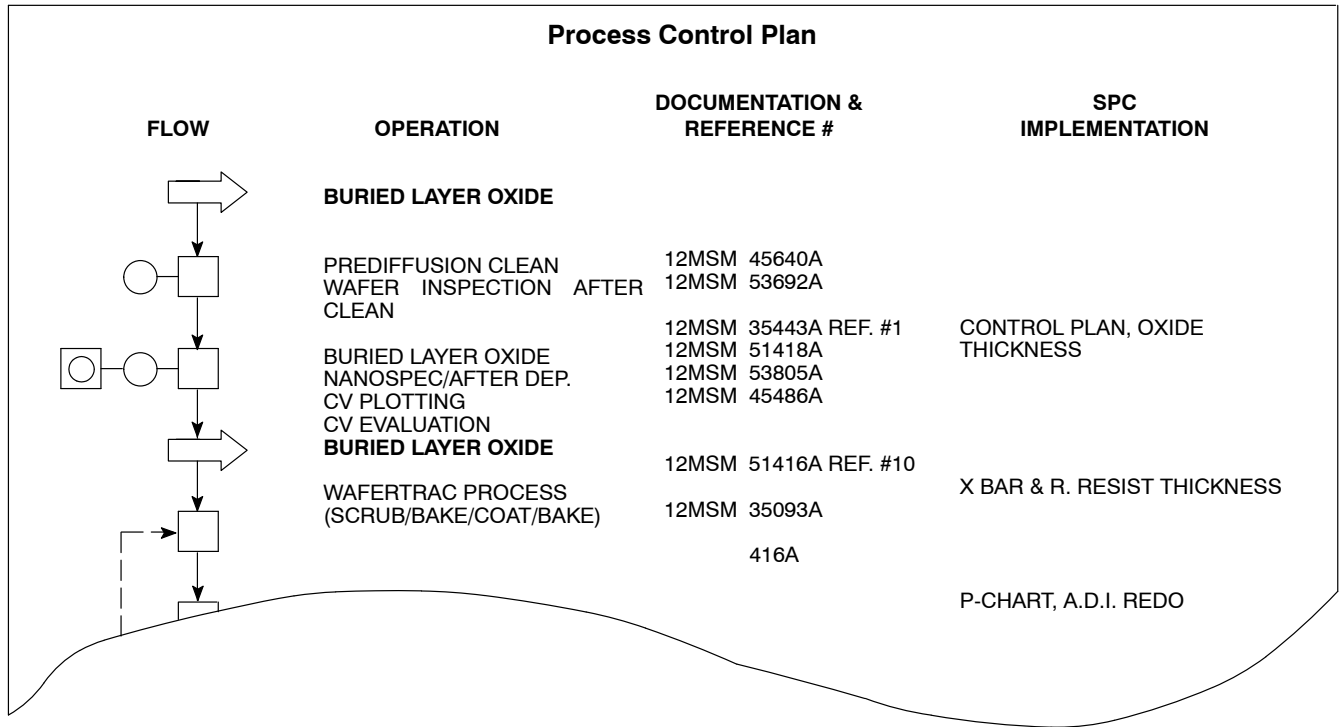 Process Control Plan
FLOW
OPERATION
DOCUMENTATION &
REFERENCE #
SPC
IMPLEMENTATION
BURIED LAYER OXIDE
PREDIFFUSION CLEAN
WAFER INSPECTION AFTER
CLEAN
12MSM 45640A
12MSM 53692A
BURIED LAYER OXIDE
NANOSPEC/AFTER DEP.
CV PLOTTING
CV EVALUATION
12MSM 35443A REF. #1
12MSM 51418A
12MSM 53805A
12MSM 45486A
CONTROL PLAN, OXIDE
THICKNESS
BURIED LAYER OXIDE
WAFERTRAC PROCESS
(SCRUB/BAKE/COAT/BAKE)
12MSM 51416A REF. #10
12MSM 35093A
416A
X BAR & R. RESIST THICKNESS
P-CHART, A.D.I. REDO